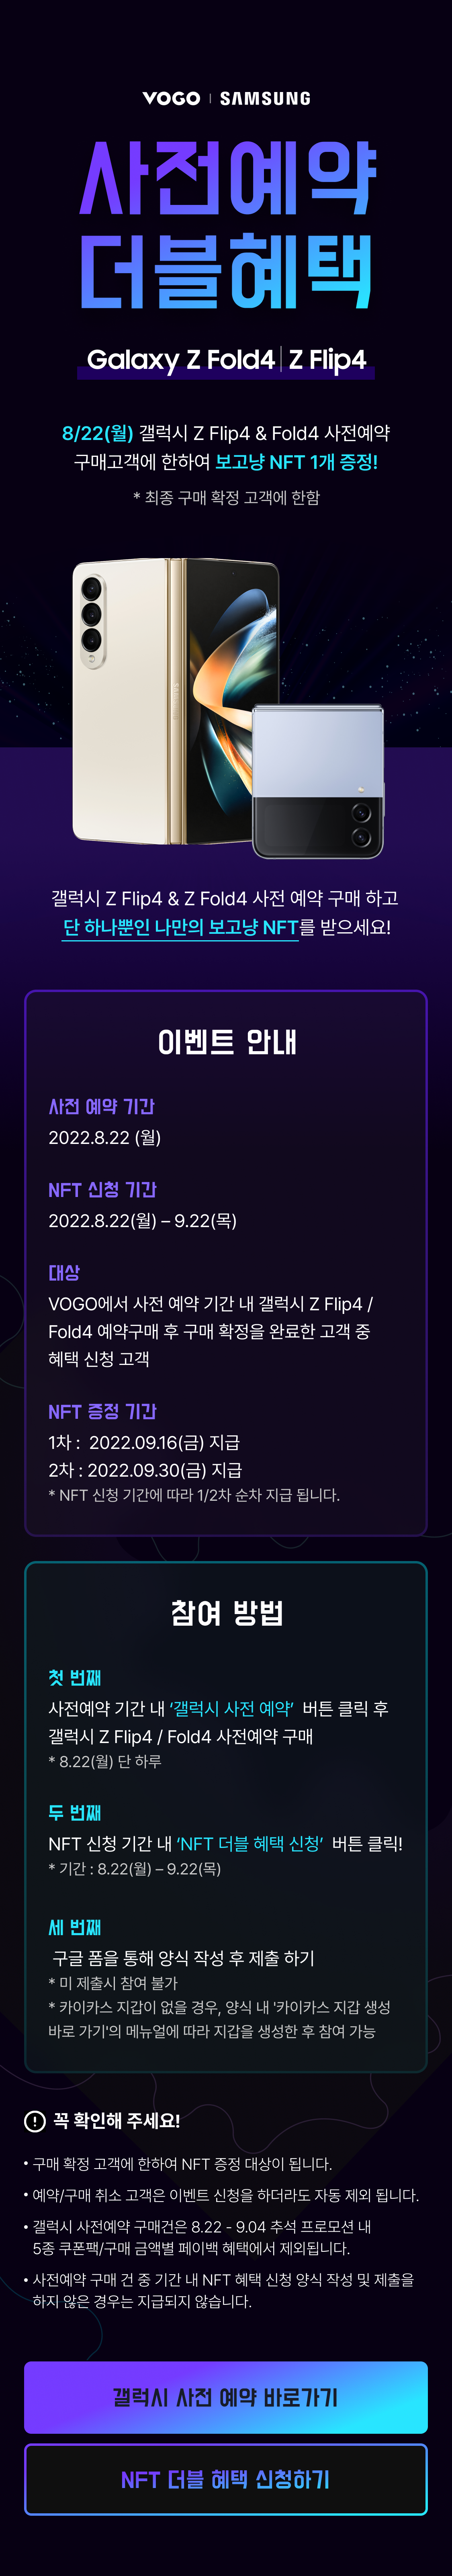 VOGO | SAMSUNG
사전예약
더블혜택
Galaxy Z Fold4 | Z Flip4
8/22(월) 갤럭시 Z Flip4 & Fold4 사전예약
구매고객에 한하여 보고냥 NFT 1개 증정!
* 최종 구매 확정 고객에 한함
갤럭시 Z Flip4 & Z Fold4 사전 예약 구매 하고
단 하나뿐인 나만의 보고냥 NFT를 받으세요!
이벤트 안내
사전 예약 기간
2022.8.22 (월)
NFT 신청 기간
2022.8.22(월) – 9.22(목)
대상
VOGO에서 사전 예약 기간 내 갤럭시 Z Flip4 /
Fold4 예약구매 후 구매 확정을 완료한 고객 중
혜택 신청 고객
NFT 증정 기간
1차 : 2022.09.16(금) 지급
2차 : 2022.09.30(금) 지급
* NFT 신청 기간에 따라 1/2차 순차 지급 됩니다.
참여 방법
첫 번째
사전예약 기간 내 ‘갤럭시 사전 예약’ 버튼 클릭 후
갤럭시 Z Flip4 / Fold4 사전예약 구매
* 8.22(월) 단 하루
두 번째
NFT 신청 기간 내 ‘NFT 더블 혜택 신청’ 버튼 클릭!
* 기간 : 8.22(월) – 9.22(목)
세 번째
구글 폼을 통해 양식 작성 후 제출 하기
* 미 제출시 참여 불가
* 카이카스 지갑이 없을 경우, 양식 내 '카이카스 지갑 생성
바로 가기'의 메뉴얼에 따라 지갑을 생성한 후 참여 가능
! 꼭 확인해 주세요!
• 구매 확정 고객에 한하여 NFT 증정 대상이 됩니다.
• 예약/구매 취소 고객은 이벤트 신청을 하더라도 자동 제외 됩니다.
• 갤럭시 사전예약 구매건은 8.22 - 9.04 추석 프로모션 내
5종 쿠폰팩/구매 금액별 페이백 혜택에서 제외됩니다.
• 사전예약 구매 건 중 기간 내 NFT 혜택 신청 양식 작성 및 제출을
하지 않은 경우는 지급되지 않습니다.
갤럭시 사전 예약 바로가기
NFT 더블 혜택 신청하기